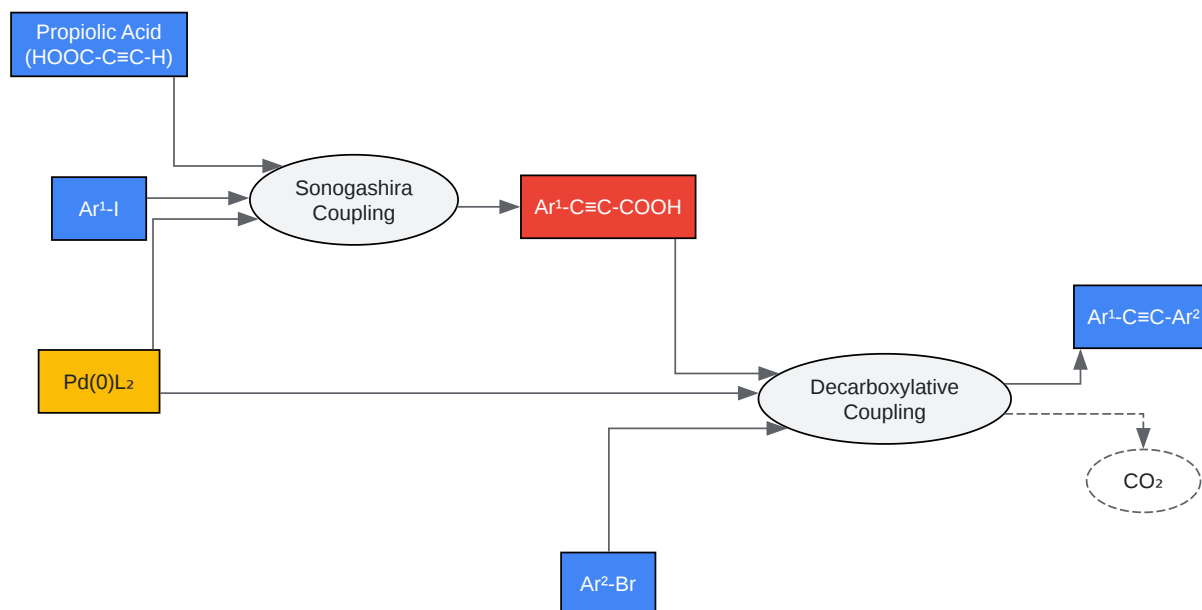 Propiolic Acid
(HOOC-C≡C-H)
Ar¹-I
Sonogashira
Coupling
Ar¹-C≡C-COOH
Pd(0)L₂
Decarboxylative
Coupling
Ar¹-C≡C-Ar²
CO₂
Ar²-Br